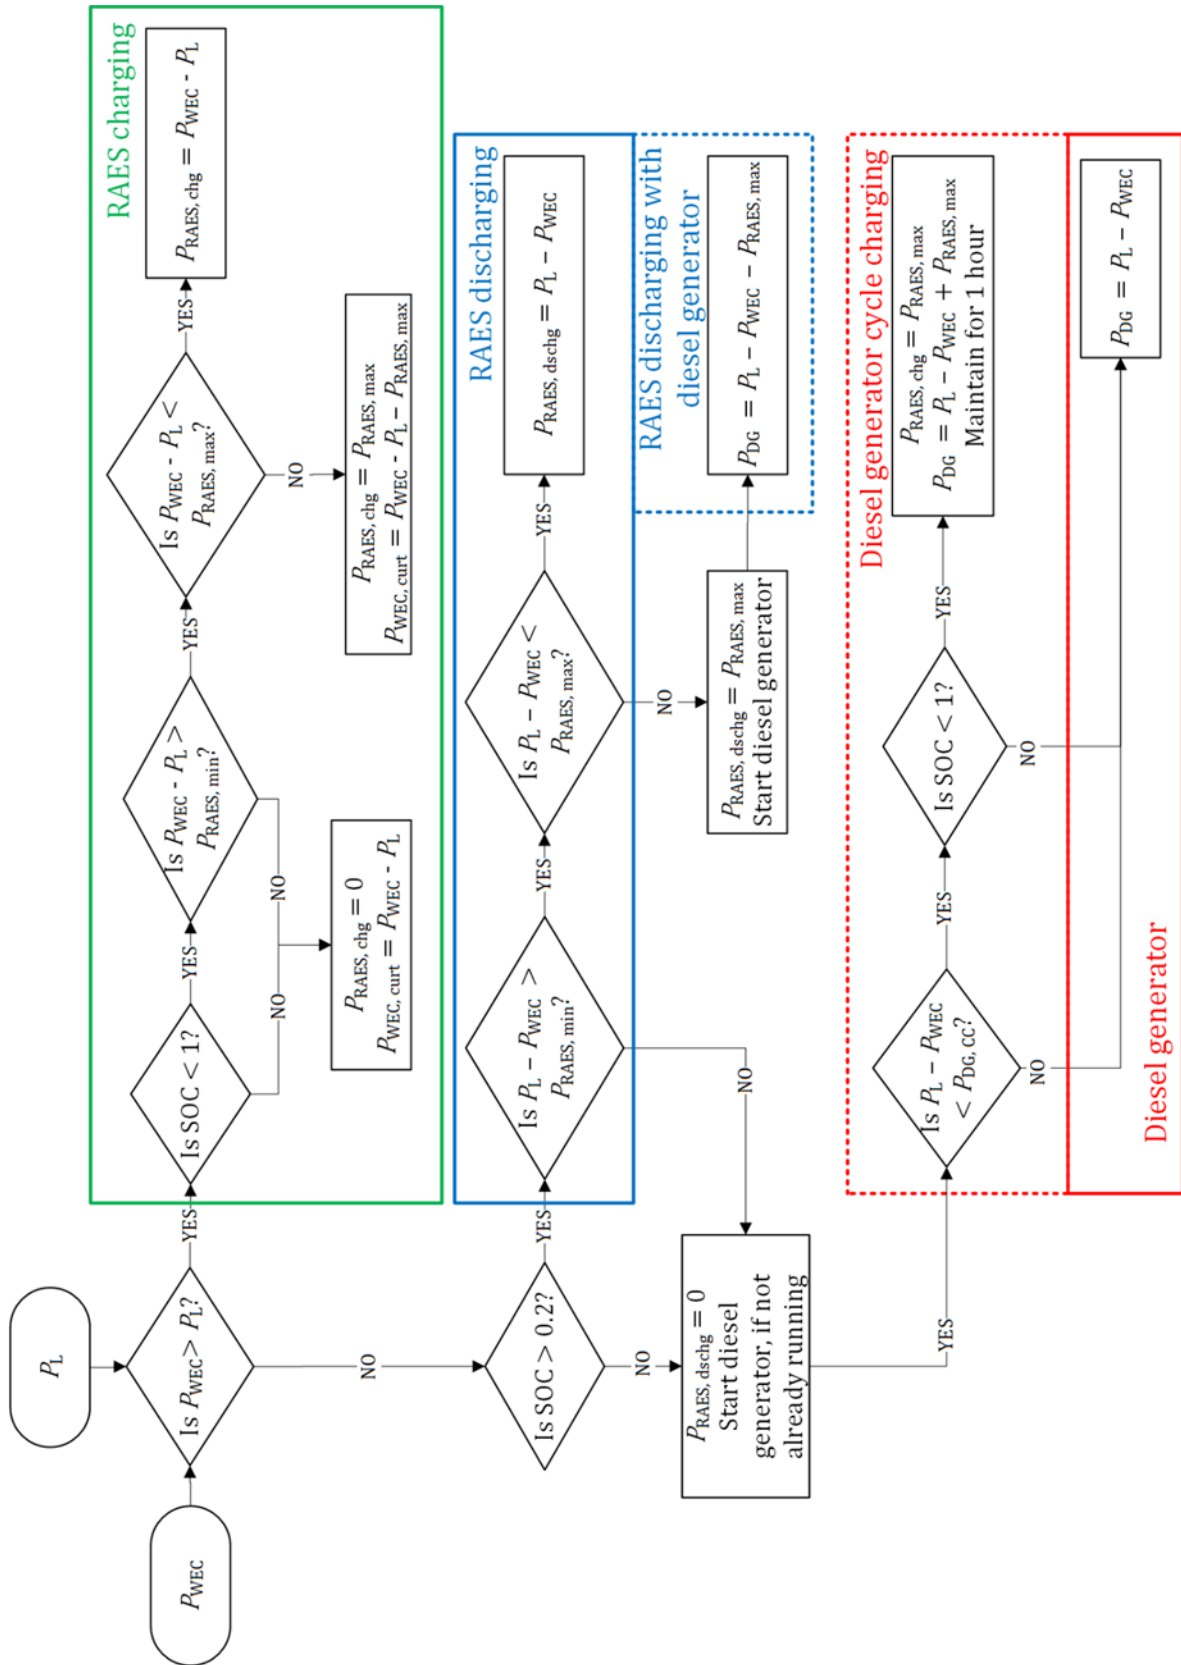 P_L
P_WEC
Is P_WEC > P_L?
YES
NO
RAES charging
Is SOC < 1?
YES
NO
Is P_WEC - P_L >
P_RAES, min?
YES
NO
P_RAES, chg = 0
P_WEC, curt = P_WEC - P_L
Is P_WEC - P_L <
P_RAES, max?
YES
NO
P_RAES, chg = P_WEC - P_L
P_RAES, chg = P_RAES, max
P_WEC, curt = P_WEC - P_L - P_RAES, max
Is SOC > 0.2?
YES
NO
RAES discharging
Is P_L – P_WEC >
P_RAES, min?
YES
NO
Is P_L – P_WEC <
P_RAES, max?
YES
NO
P_RAES, dschg = P_L – P_WEC
RAES discharging with
diesel generator
P_RAES, dschg = P_RAES, max
Start diesel generator
P_DG = P_L – P_WEC – P_RAES, max
P_RAES, dschg = 0
Start diesel
generator, if not
already running
YES
Diesel generator cycle charging
Is P_L – P_WEC
< P_DG, CC?
YES
NO
Is SOC < 1?
YES
NO
P_RAES, chg = P_RAES, max
P_DG = P_L – P_WEC + P_RAES, max
Maintain for 1 hour
Diesel generator
P_DG = P_L – P_WEC